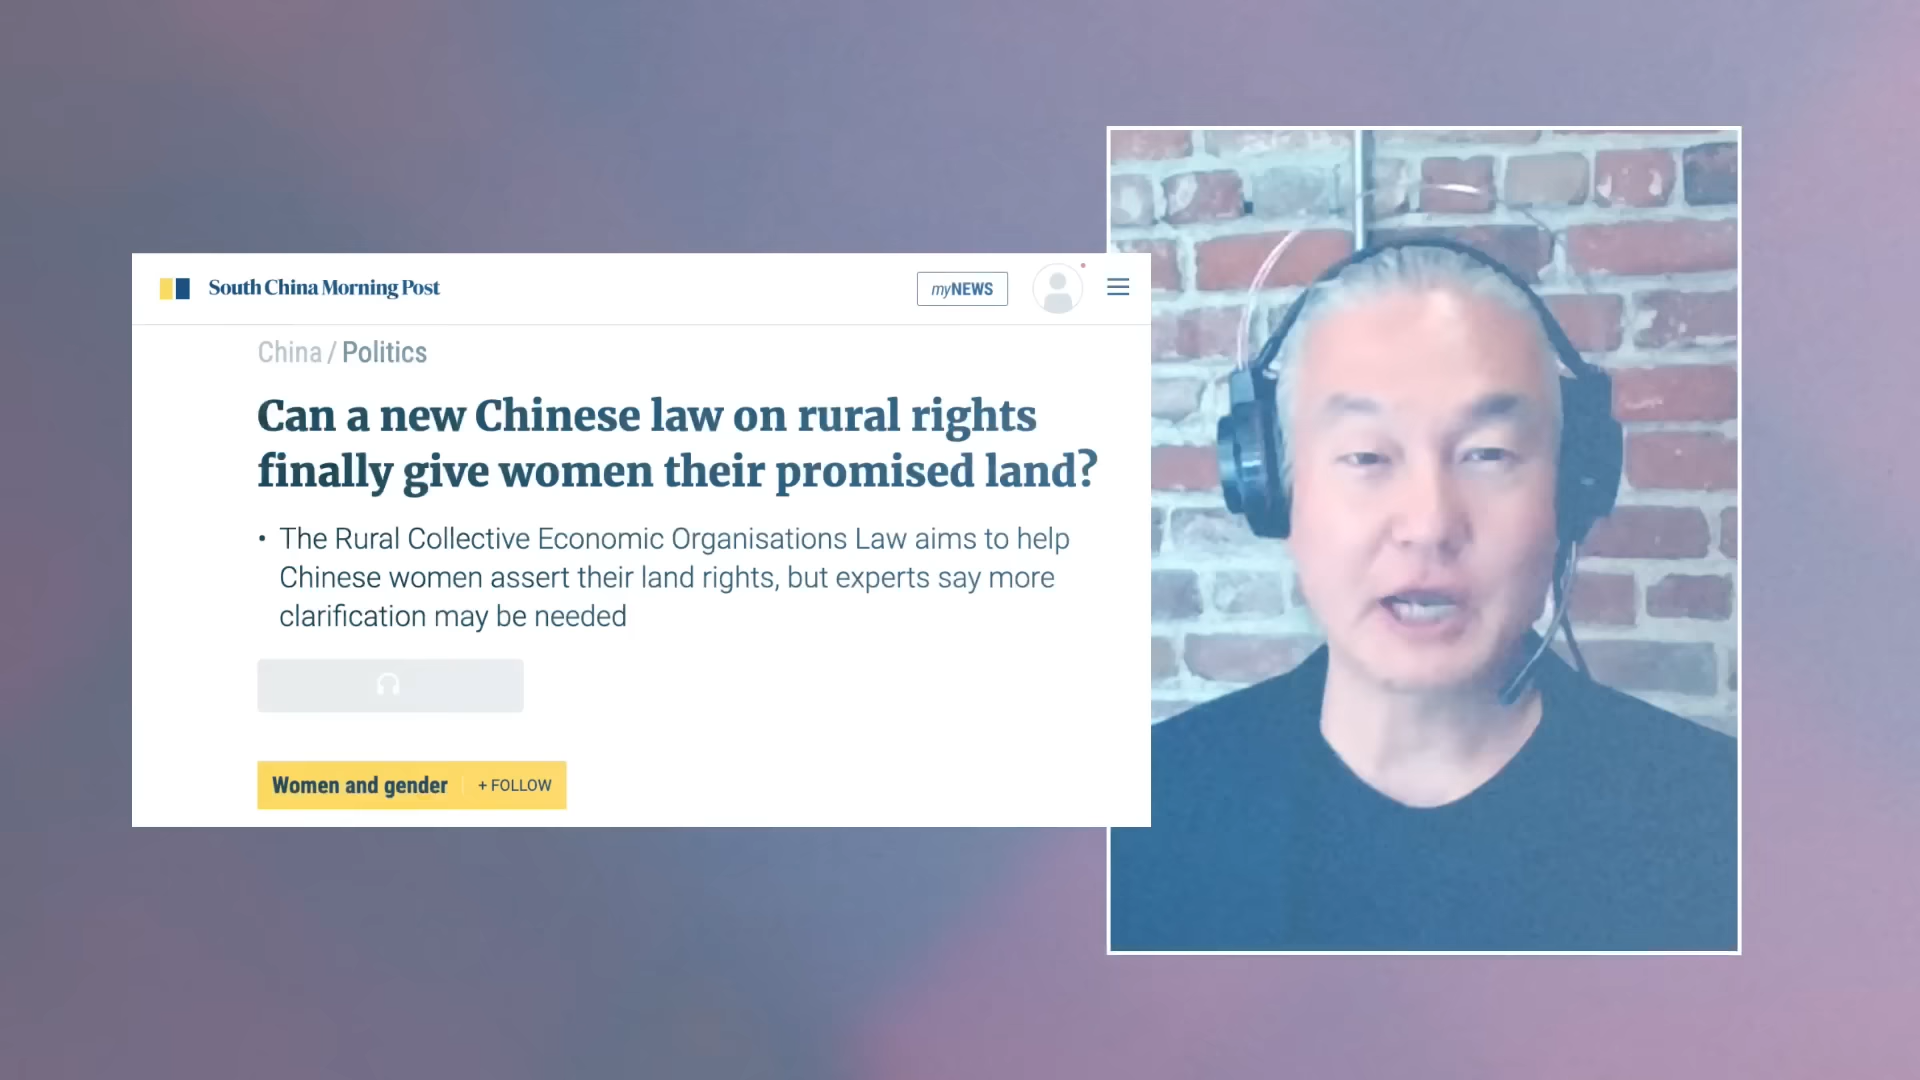 South China Morning Post
myNEWS
China / Politics
Can a new Chinese law on rural rights
finally give women their promised land?
• The Rural Collective Economic Organisations Law aims to help
Chinese women assert their land rights, but experts say more
clarification may be needed
Women and gender
+ FOLLOW